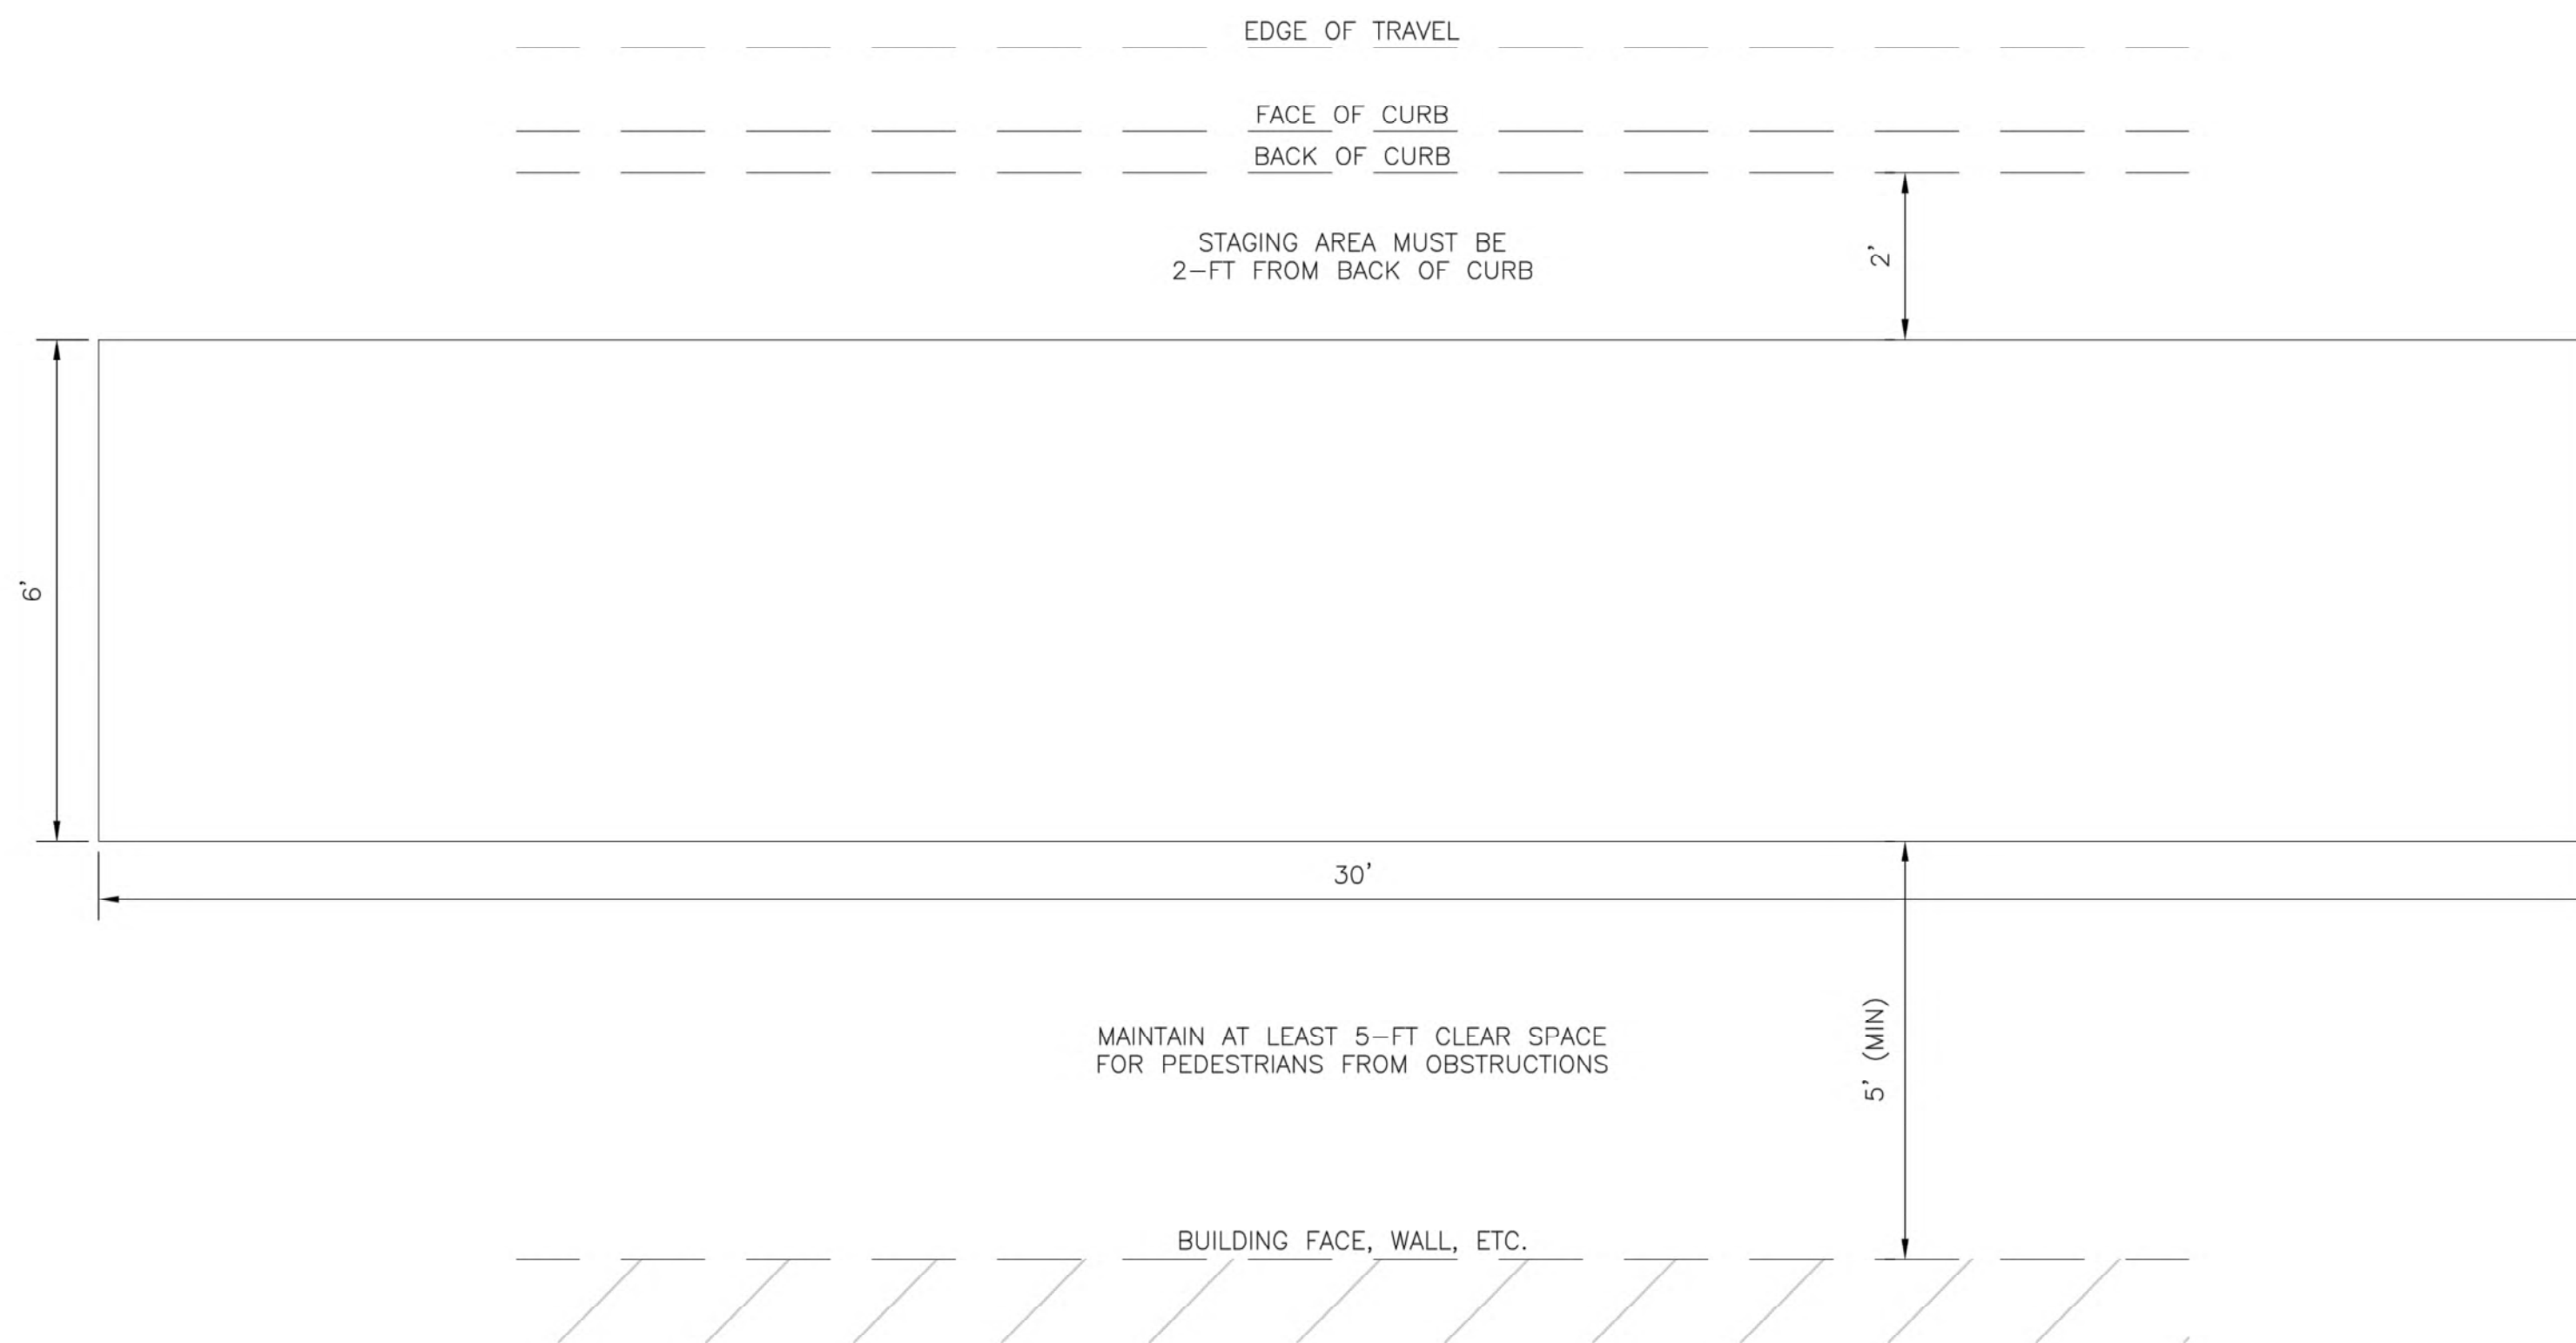 EDGE OF TRAVEL
FACE OF CURB
BACK OF CURB
STAGING AREA MUST BE
2-FT FROM BACK OF CURB
2'
6'
30'
MAINTAIN AT LEAST 5-FT CLEAR SPACE
FOR PEDESTRIANS FROM OBSTRUCTIONS
5' (MIN)
BUILDING FACE, WALL, ETC.